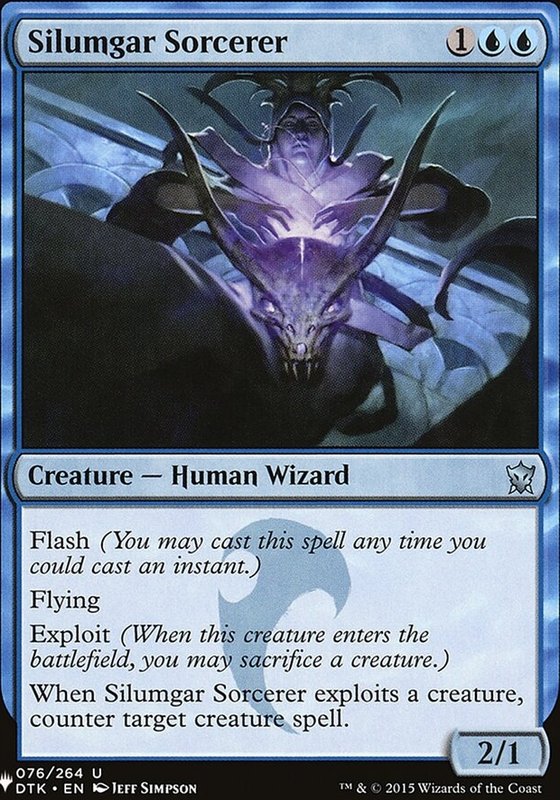 Silumgar Sorcerer 1
Creature — Human Wizard
Flash (You may cast this spell any time you
could cast an instant.)
Flying
Exploit (When this creature enters the
battlefield, you may sacrifice a creature.)
When Silumgar Sorcerer exploits a creature,
counter target creature spell.
2/1
076/264 U
DTK • EN Jeff Simpson
™ & © 2015 Wizards of the Coast